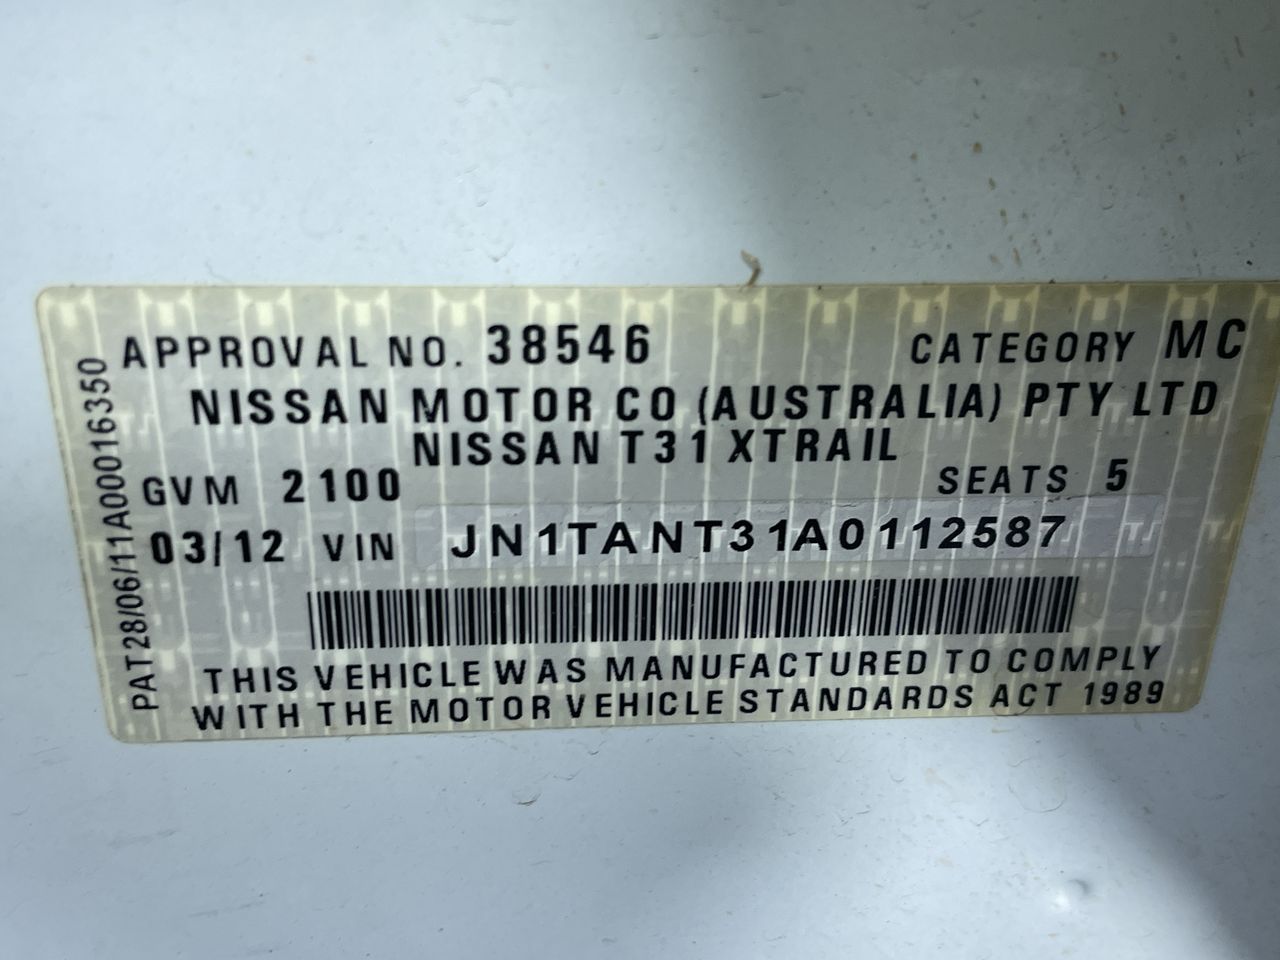 APPROVAL NO. 38546 CATEGORY MC
NISSAN MOTOR CO (AUSTRALIA) PTY LTD
NISSAN T31 XTRAIL
GVM 2100 SEATS 5
03/12 VIN JN1TANT31A0112587
THIS VEHICLE WAS MANUFACTURED TO COMPLY
WITH THE MOTOR VEHICLE STANDARDS ACT 1989
PAT28/06/11A000016350